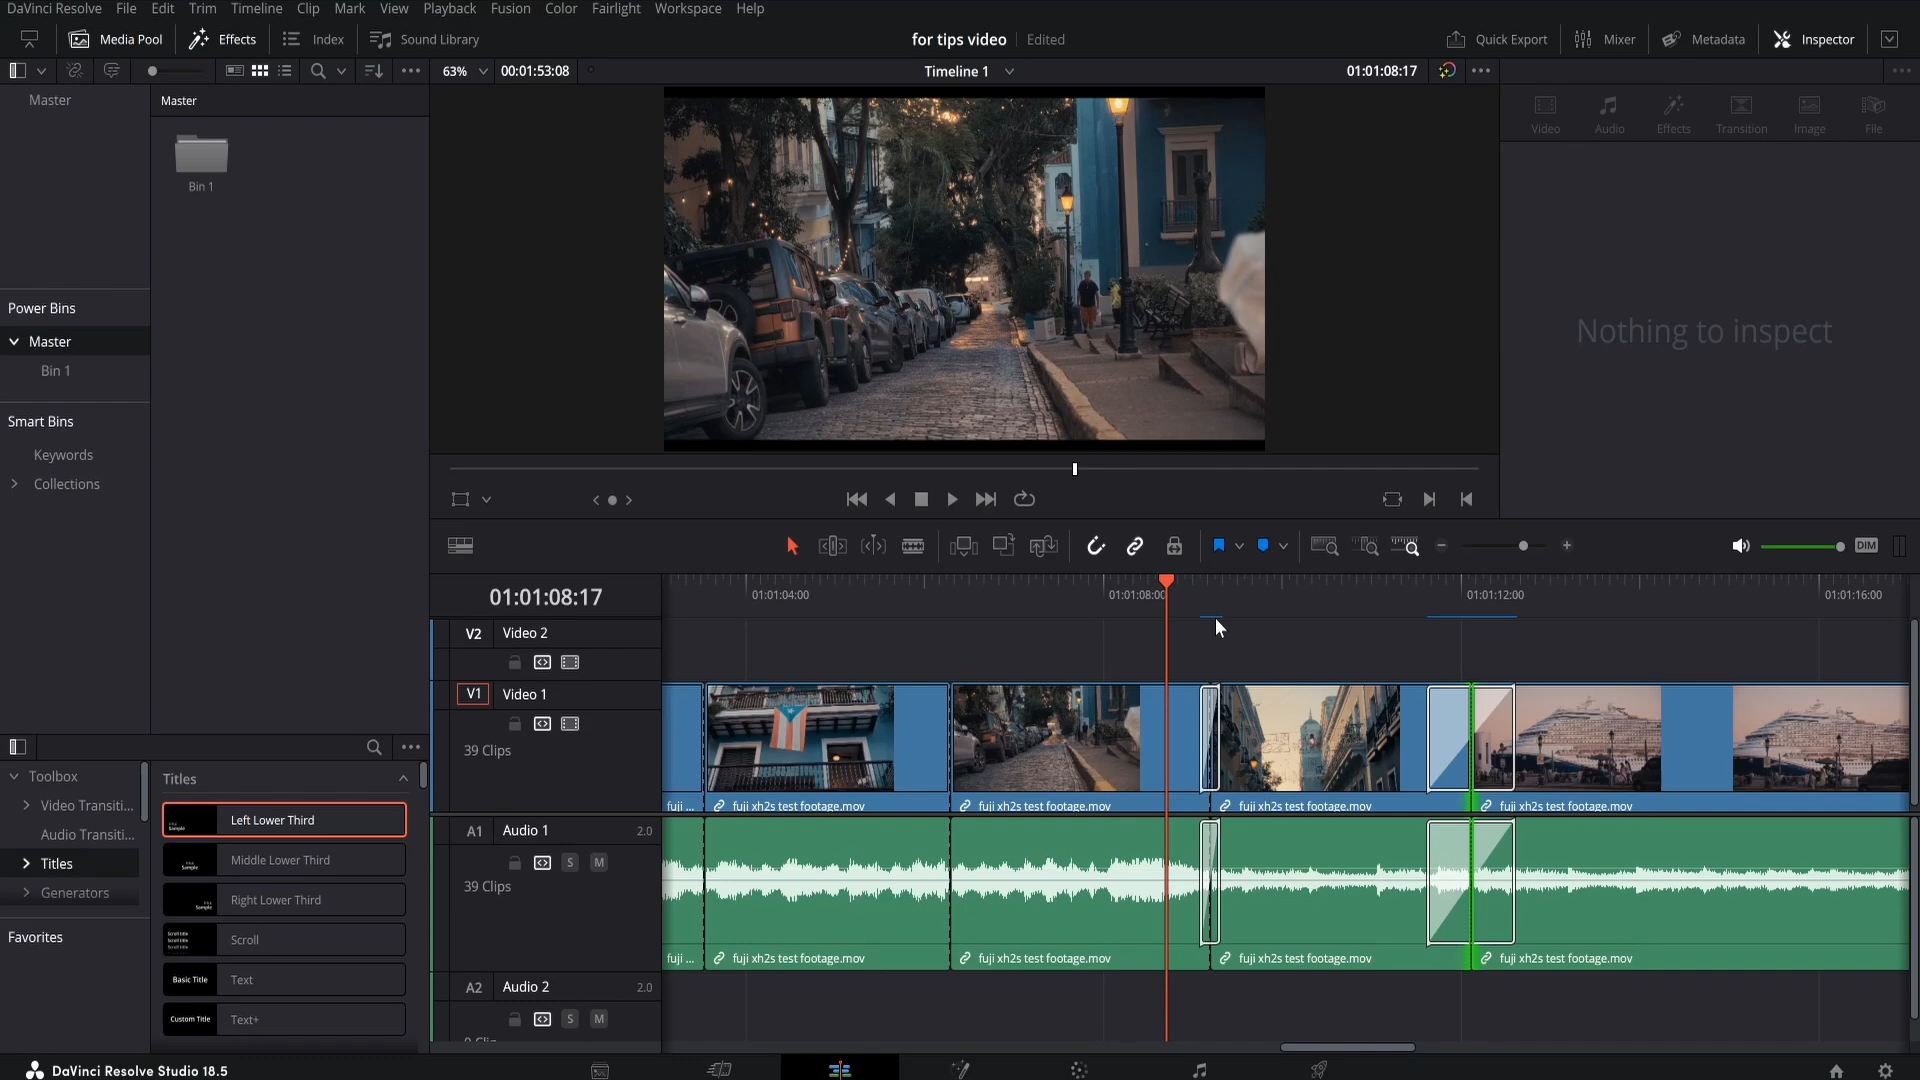 DaVinci Resolve File Edit Trim Timeline Clip Mark View Playback Fusion Color Fairlight Workspace Help
Media Pool Effects Index Sound Library for tips video Edited Quick Export Mixer Metadata Inspector
63% 00:01:53:08 Timeline 1 01:01:08:17
Master
Master
Bin 1
Video Audio Effects Transition Image File
Nothing to inspect
Power Bins
Master
Bin 1
Smart Bins
Keywords
Collections
DIM
01:01:08:17
01:01:04:00 01:01:08:00 01:01:12:00 01:01:16:00
V2 Video 2
V1 Video 1
39 Clips
fuji ... fuji xh2s test footage.mov fuji xh2s test footage.mov fuji xh2s test footage.mov fuji xh2s test footage.mov
A1 Audio 1 2.0
S M
39 Clips
fuji ... fuji xh2s test footage.mov fuji xh2s test footage.mov fuji xh2s test footage.mov fuji xh2s test footage.mov
A2 Audio 2 2.0
S M
0 Clip
Toolbox
Video Transiti...
Audio Transiti...
Titles
Generators
Favorites
Titles
Left Lower Third
Middle Lower Third
Right Lower Third
Scroll
Basic Title Text
Custom Title Text+
DaVinci Resolve Studio 18.5